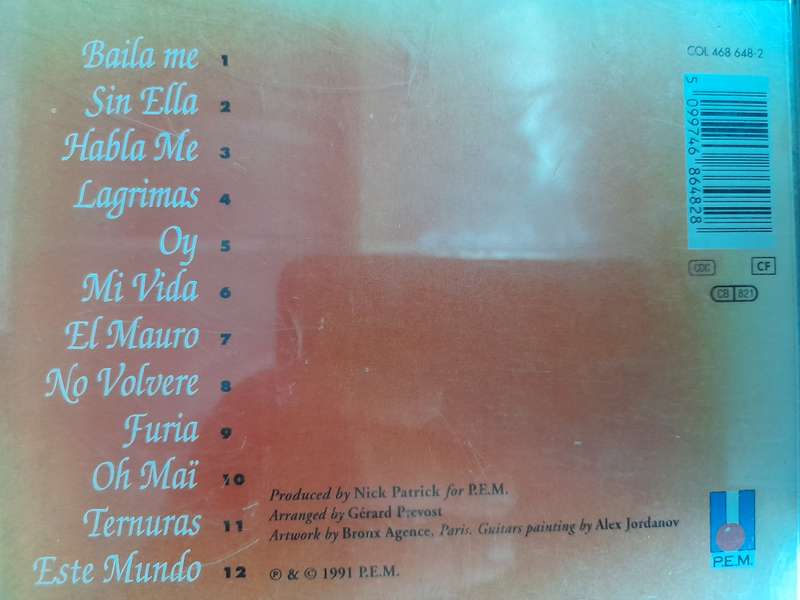 Baila me 1
Sin Ella 2
Habla Me 3
Lagrimas 4
Oy 5
Mi Vida 6
El Mauro 7
No Volvere 8
Furia 9
Oh Maï 10
Ternuras 11
Este Mundo 12
COL 468 648-2
5 099746 864828
CDC
CF
CB 821
Produced by Nick Patrick for P.E.M.
Arranged by Gérard Prevost
Artwork by Bronx Agence, Paris. Guitars painting by Alex Jordanov
℗ & © 1991 P.E.M.
P.E.M.